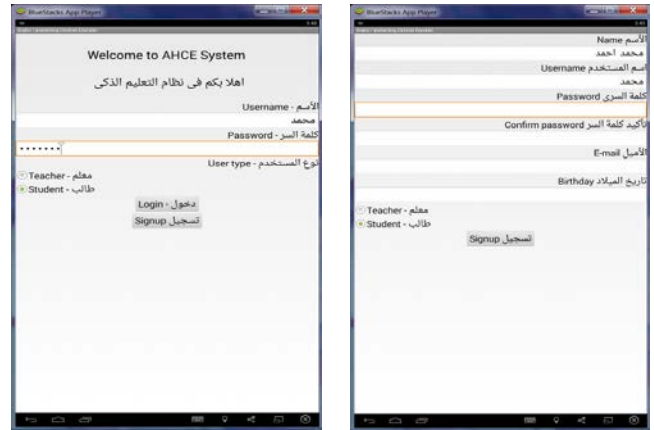 BlueStacks App Player
Welcome to AHCE System
اهلا بكم فى نظام التعليم الذكى
الأسم - Username
محمد
كلمة السر - Password
•••••••
نوع المستخدم - User type
معلم - Teacher
طالب - Student
دخول - Login
تسجيل Signup
BlueStacks App Player
الأسم Name
محمد احمد
اسم المستخدم Username
محمد
كلمة السرى Password
تأكيد كلمة السر Confirm password
الأميل E-mail
تاريخ الميلاد Birthday
معلم - Teacher
طالب - Student
تسجيل Signup